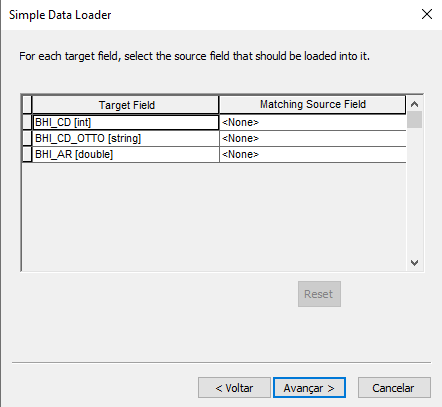 Simple Data Loader
For each target field, select the source field that should be loaded into it.
Target Field Matching Source Field
BHI_CD [int] <None>
BHI_CD_OTTO [string] <None>
BHI_AR [double] <None>
Reset
< Voltar Avançar > Cancelar